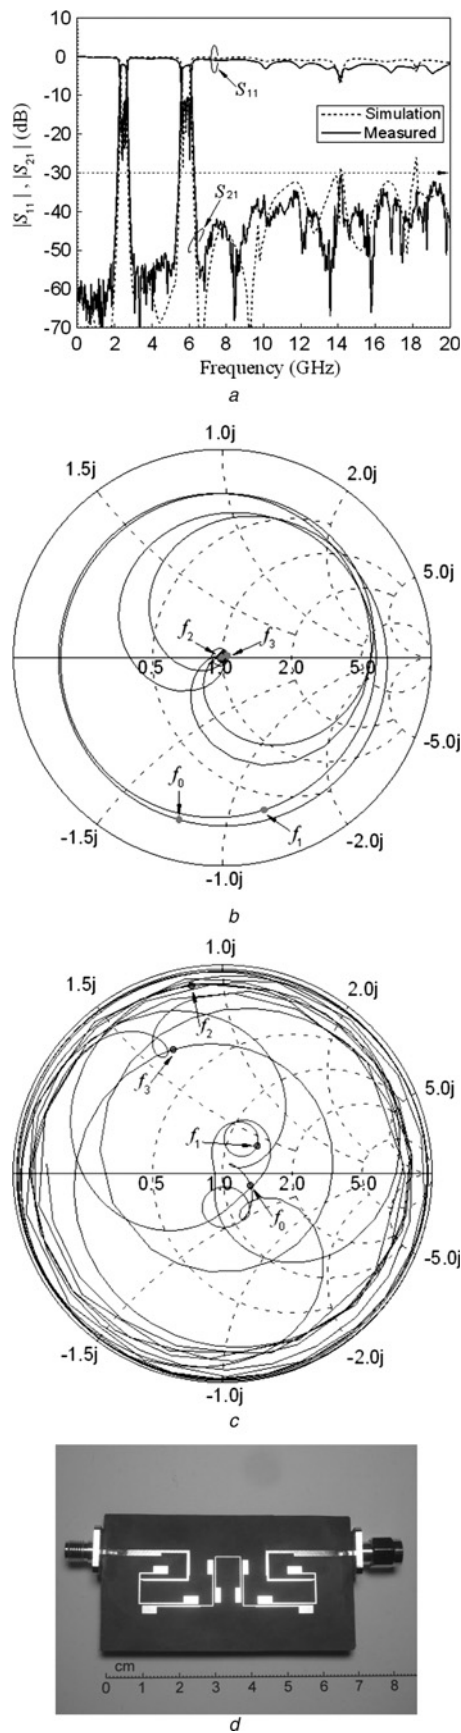 10
0
-10
-20
-30
-40
-50
-60
-70
|S11| , |S21| (dB)
S11
Simulation
Measured
S21
0 2 4 6 8 10 12 14 16 18 20
Frequency (GHz)
a
1.0j
1.5j 2.0j
5.0j
f2 f3
0.5 1.0 2.0 5.0
-5.0j
f0 f1
-1.5j -2.0j
-1.0j
b
1.0j
1.5j 2.0j
f2
f3 5.0j
f1
0.5 1.0 2.0 5.0
f0
-5.0j
-1.5j -2.0j
-1.0j
c
cm
0 1 2 3 4 5 6 7 8
d